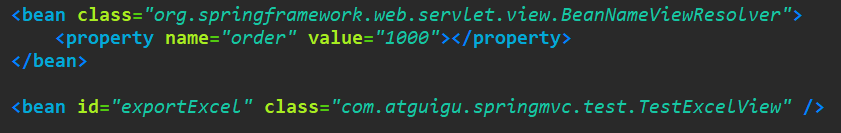 <bean class="org.springframework.web.servlet.view.BeanNameViewResolver">
    <property name="order" value="1000"></property>
</bean>
<bean id="exportExcel" class="com.atguigu.springmvc.test.TestExcelView" />